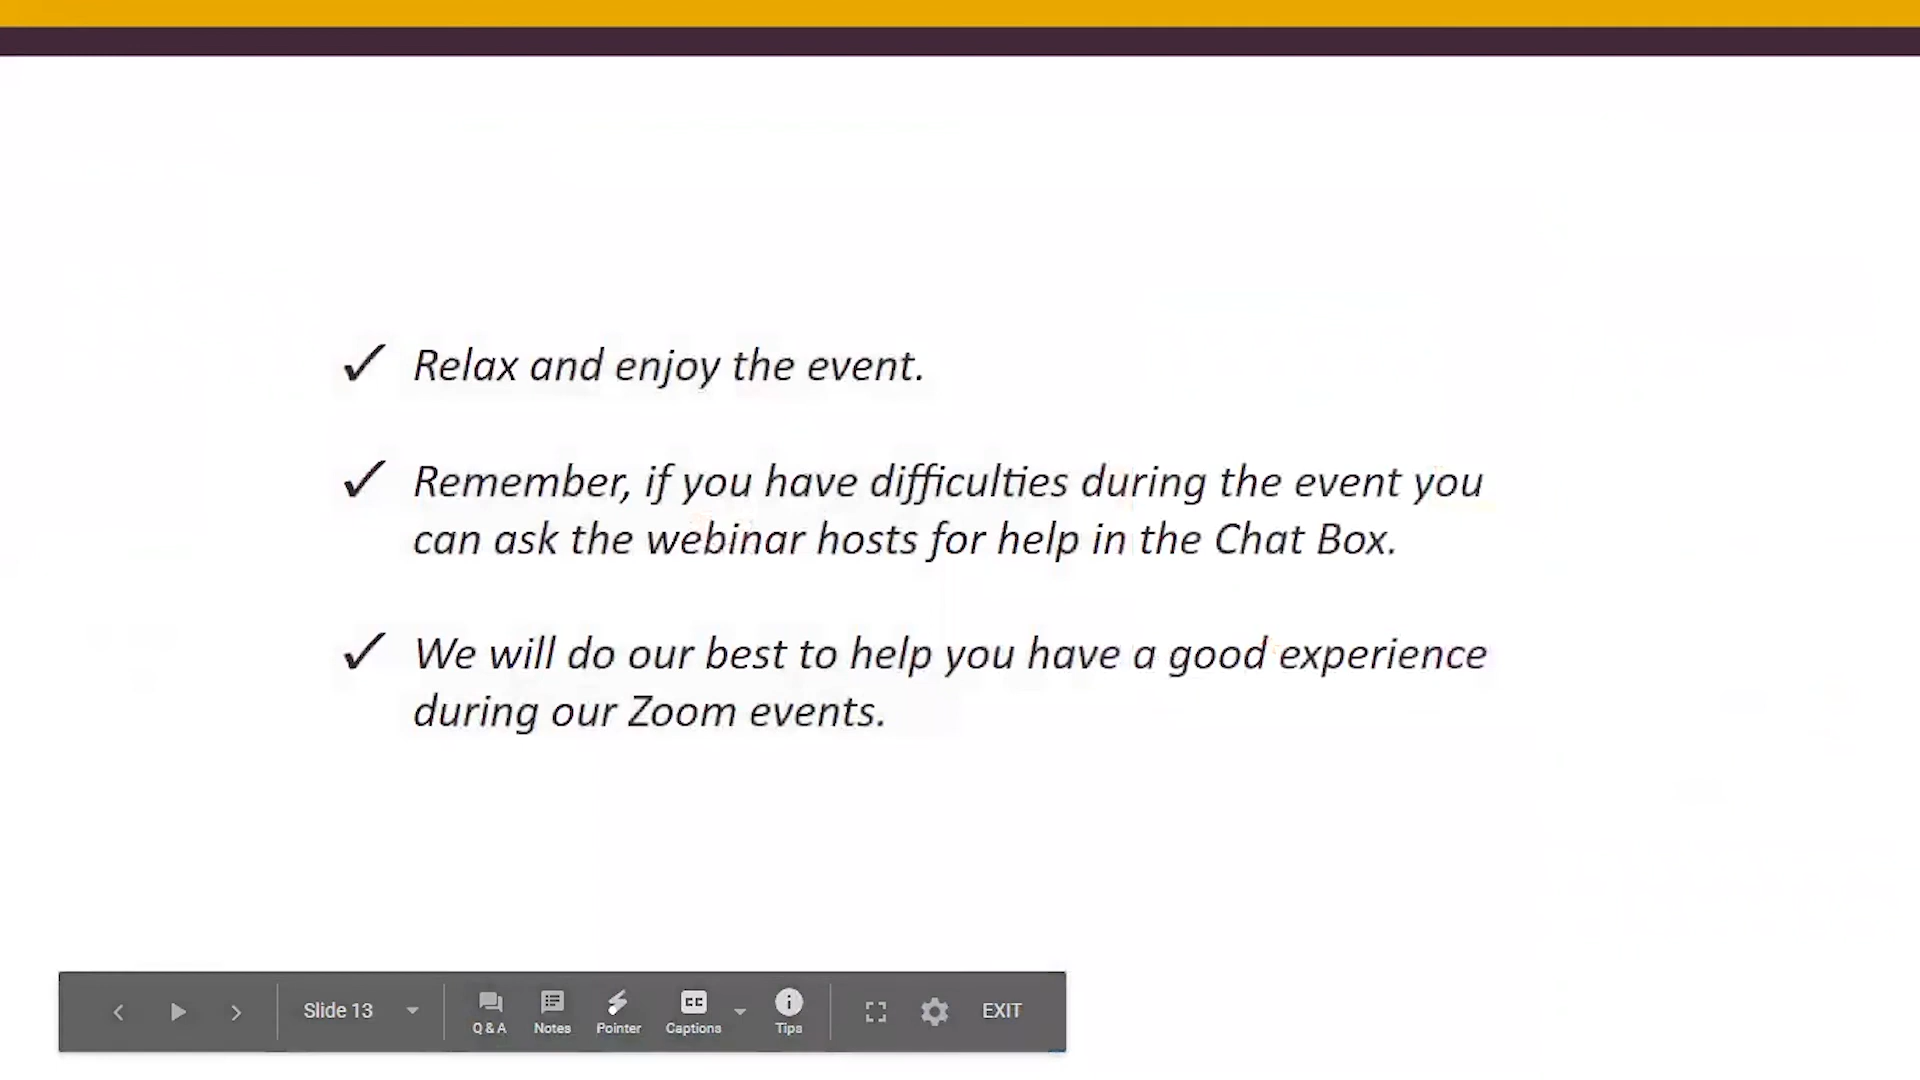 ✓ Relax and enjoy the event.
✓ Remember, if you have difficulties during the event you
can ask the webinar hosts for help in the Chat Box.
✓ We will do our best to help you have a good experience
during our Zoom events.
Slide 13
Q & A
Notes
Pointer
CC
Captions
Tips
EXIT